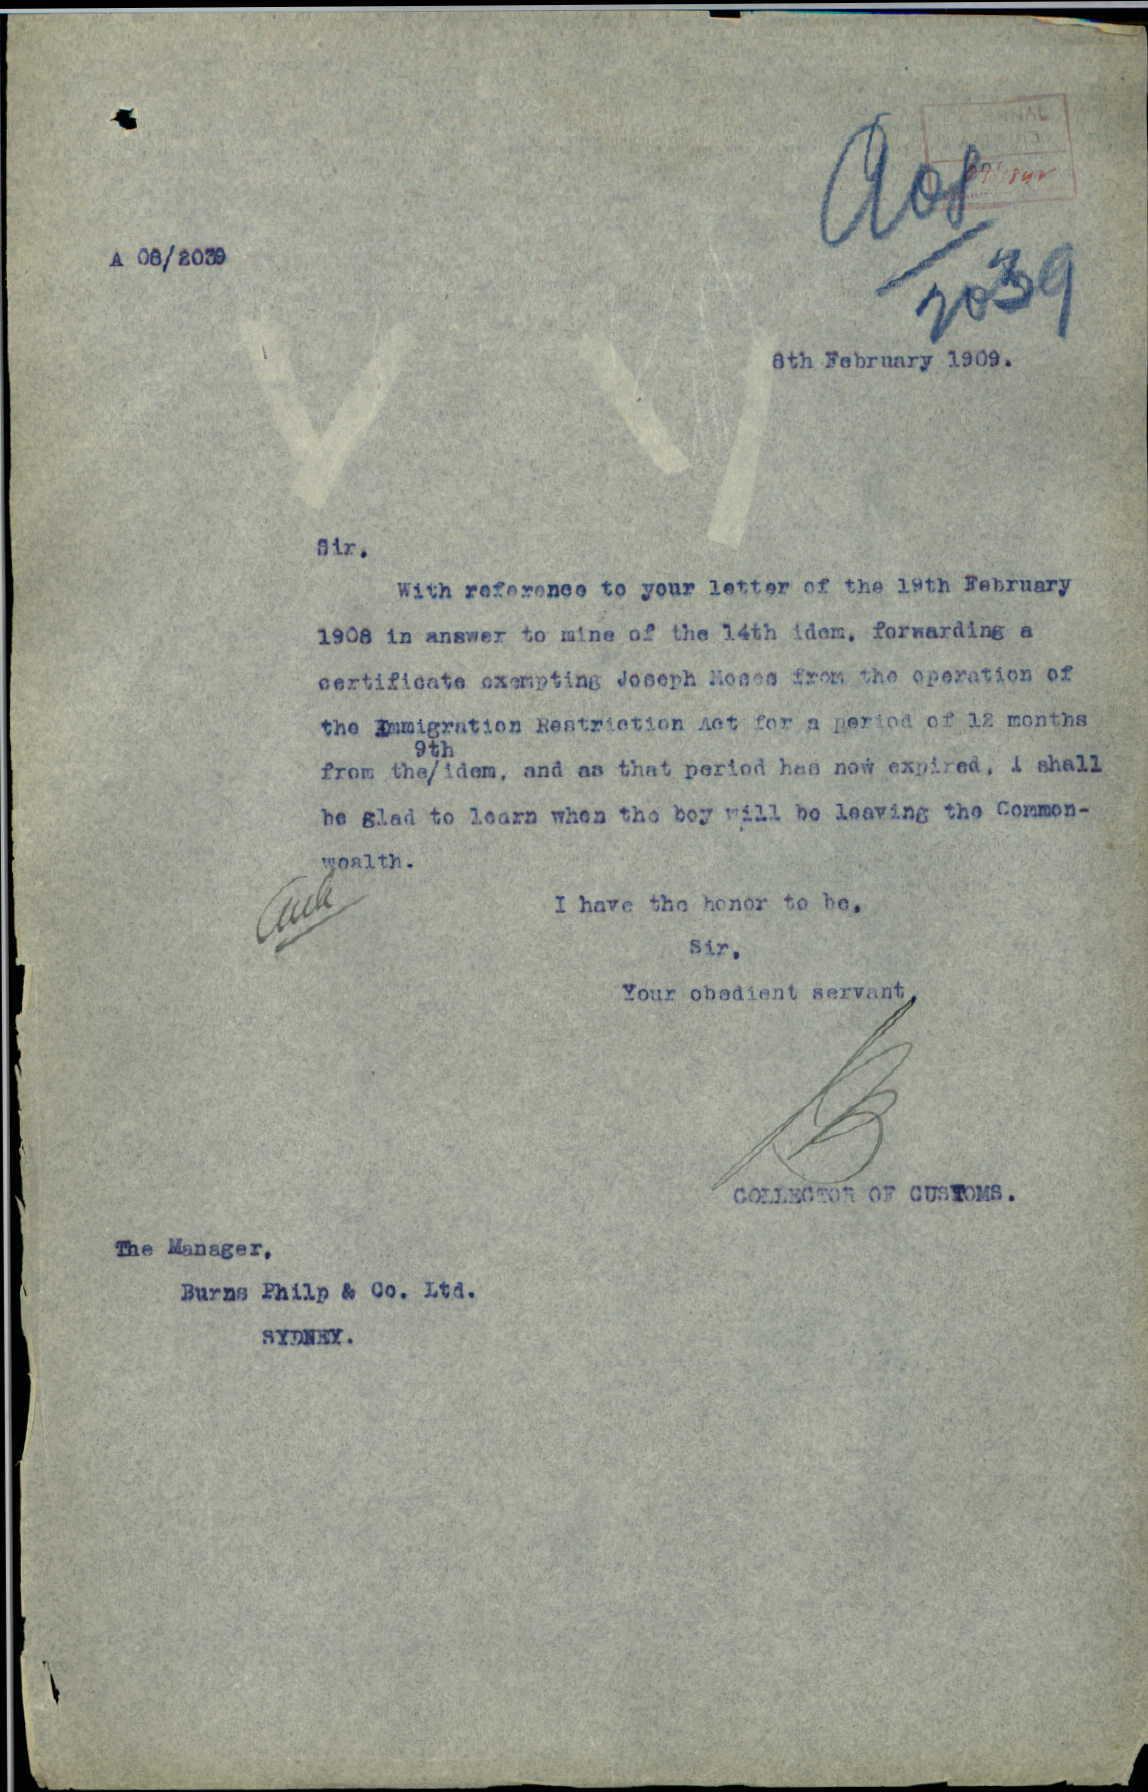 A08
/2039
A 08/2039
8th February 1909.
Sir,
With reference to your letter of the 19th February
1908 in answer to mine of the 14th idem, forwarding a
certificate exempting Joseph Moses from the operation of
the Immigration Restriction Act for a period of 12 months
9th
from the/idem, and as that period has now expired, I shall
be glad to learn when the boy will be leaving the Common-
wealth.
I have the honor to be,
Sir,
Your obedient servant,
COLLECTOR OF CUSTOMS.
The Manager,
Burns Philp & Co. Ltd.
SYDNEY.